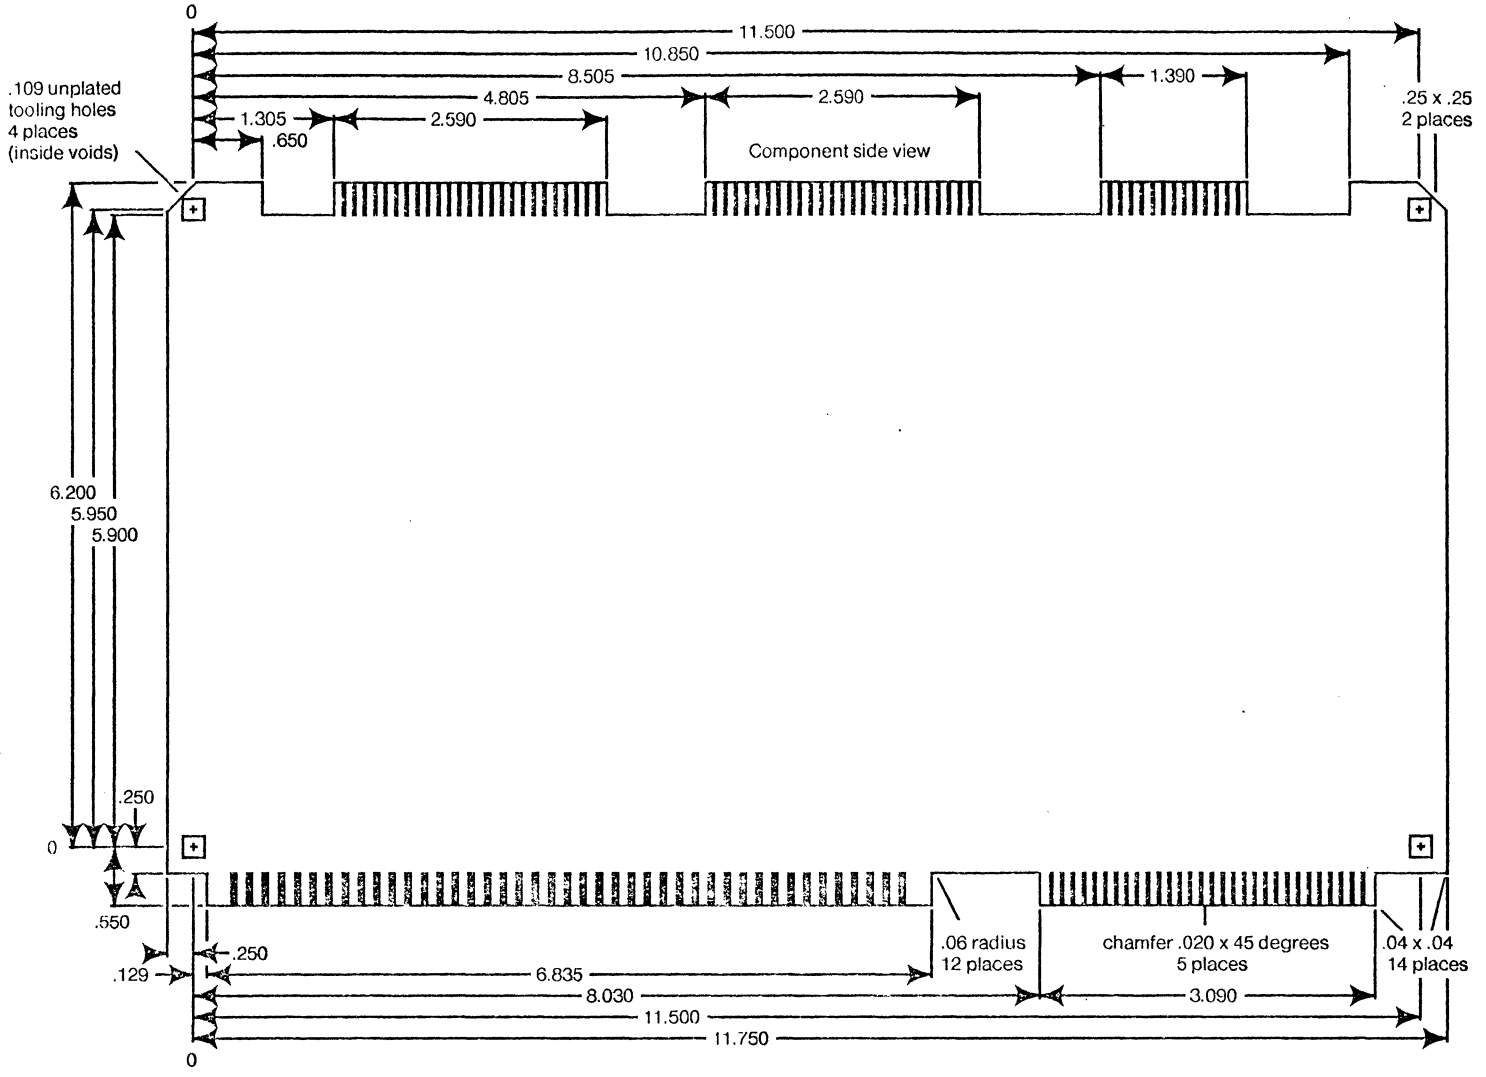 0
11.500
10.850
8.505
1.390
4.805
2.590
1.305
2.590
.650
.109 unplated
tooling holes
4 places
(inside voids)
.25 x .25
2 places
Component side view
6.200
5.950
5.900
.250
0
.550
.250
.129
6.835
.06 radius
12 places
chamfer .020 x 45 degrees
5 places
.04 x .04
14 places
8.030
3.090
11.500
11.750
0